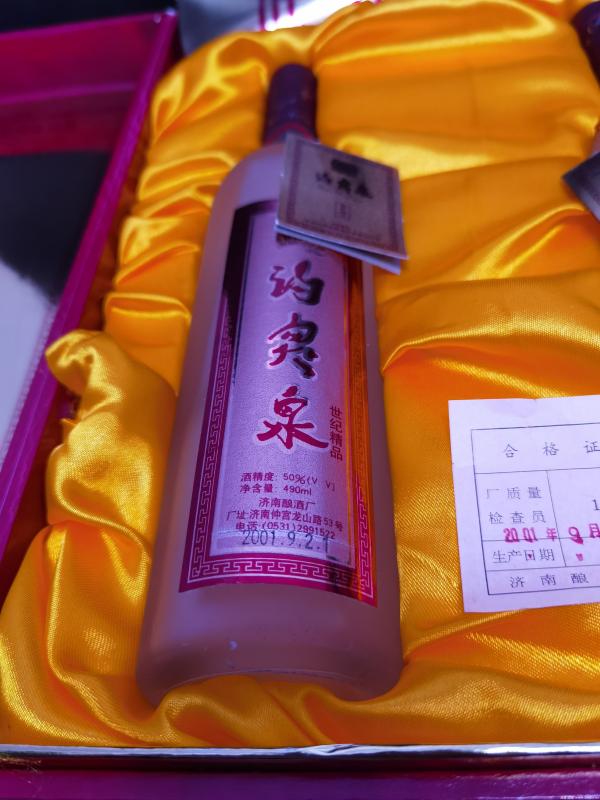 趵突泉
世纪精品
酒精度: 50%(V V)
净含量: 490ml
济南酿酒厂
厂址:济南仲宫龙山路53号
电话:(0531)2991522
2001.9.2.1
合格证
厂质量
检查员
1
2001年9月
生产日期
济南酿